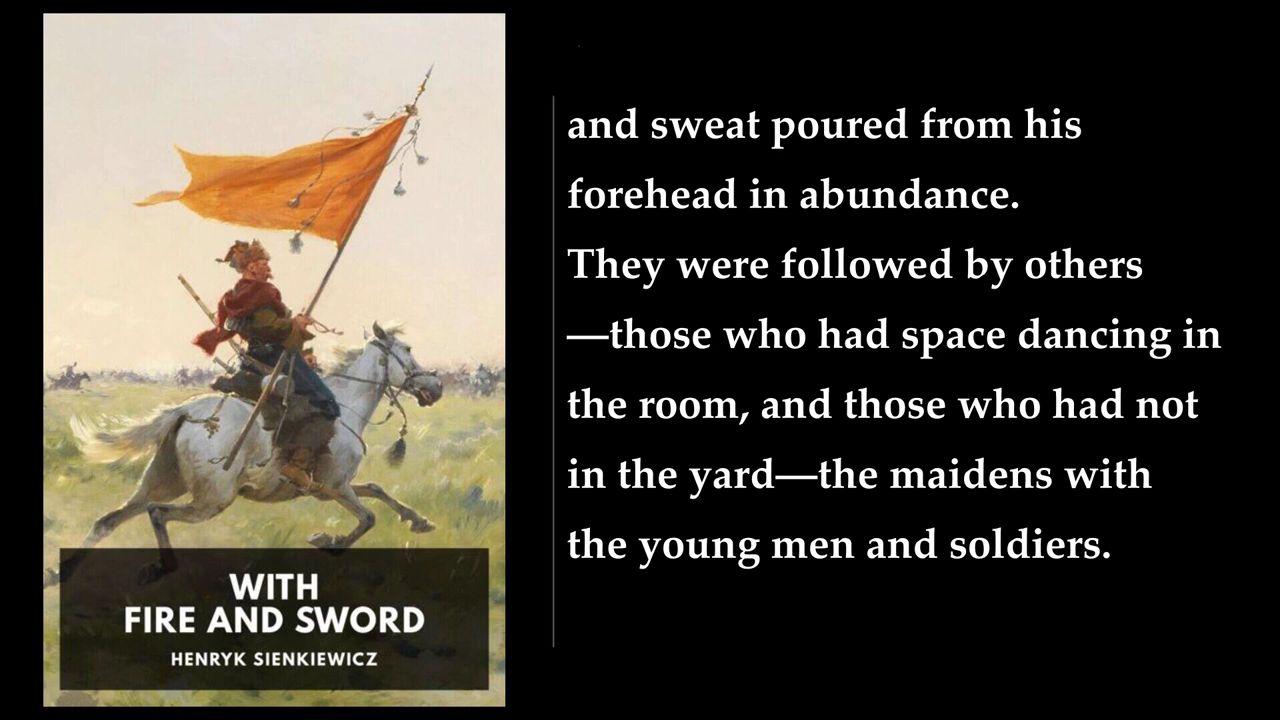 WITH
FIRE AND SWORD
HENRYK SIENKIEWICZ
and sweat poured from his
forehead in abundance.
They were followed by others
—those who had space dancing in
the room, and those who had not
in the yard—the maidens with
the young men and soldiers.